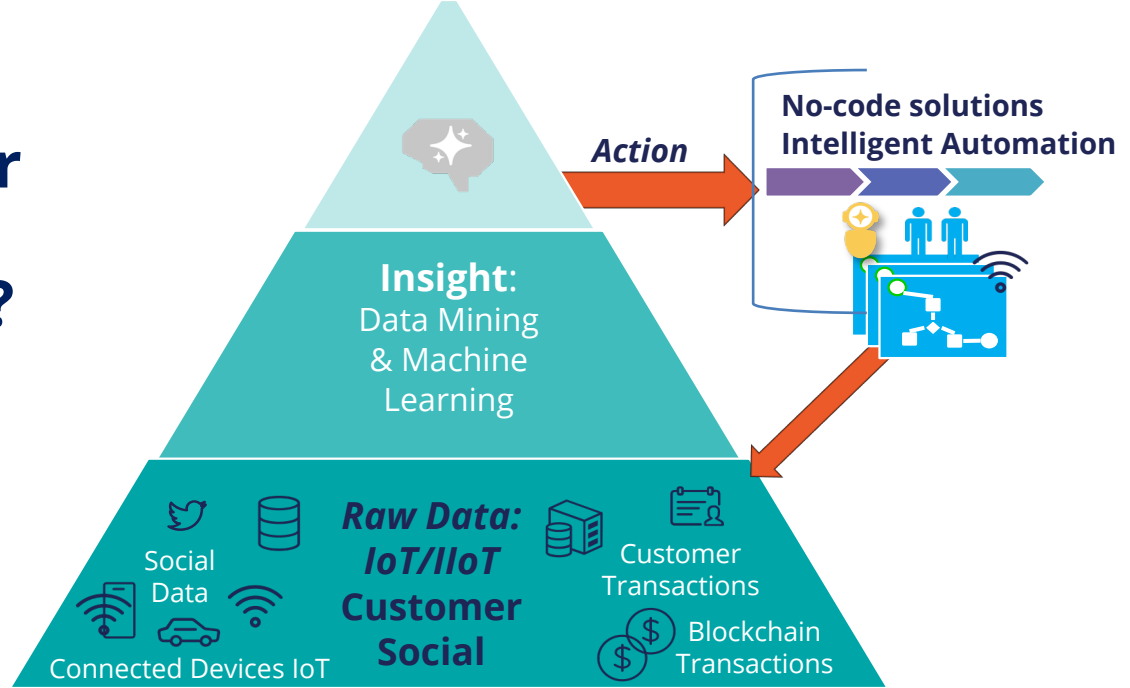 r
?
Action
No-code solutions
Intelligent Automation
Insight:
Data Mining
& Machine
Learning
Raw Data:
IoT/IIoT
Customer
Social
Social
Data
Connected Devices IoT
Customer
Transactions
$
$
Blockchain
Transactions